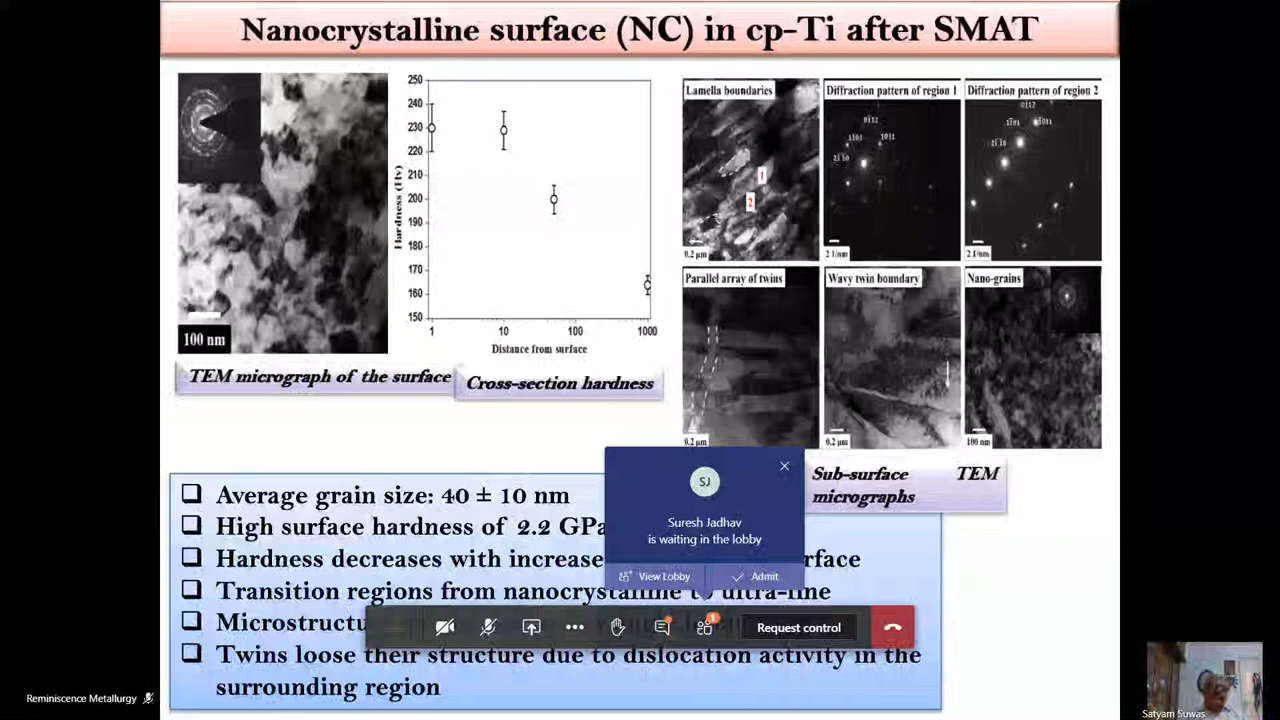 Nanocrystalline surface (NC) in cp-Ti after SMAT
100 nm
TEM micrograph of the surface
250
240
230
220
210
200
190
180
170
160
150
Hardness (Hv)
1 10 100 1000
Distance from surface
Cross-section hardness
Lamella boundaries
1
2
0.2 µm
Diffraction pattern of region 1
2 1/nm
Diffraction pattern of region 2
2 1/nm
Parallel array of twins
0.2 µm
Wavy twin boundary
0.2 µm
Nano-grains
100 nm
Sub-surface TEM
micrographs
Average grain size: 40 ± 10 nm
High surface hardness of 2.2 GPa
Hardness decreases with increase
rface
Transition regions from nanocrystalline to ultra-fine
Microstructu
Twins loose their structure due to dislocation activity in the
surrounding region
SJ
Suresh Jadhav
is waiting in the lobby
View Lobby
Admit
1
Request control
Reminiscence Metallurgy
Satyam Suwas